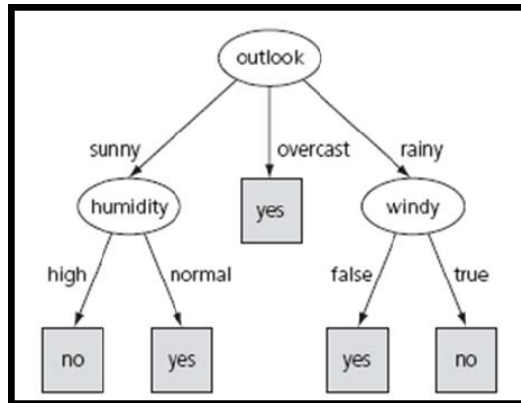 outlook
sunny
overcast
rainy
humidity
yes
windy
high
normal
false
true
no
yes
yes
no